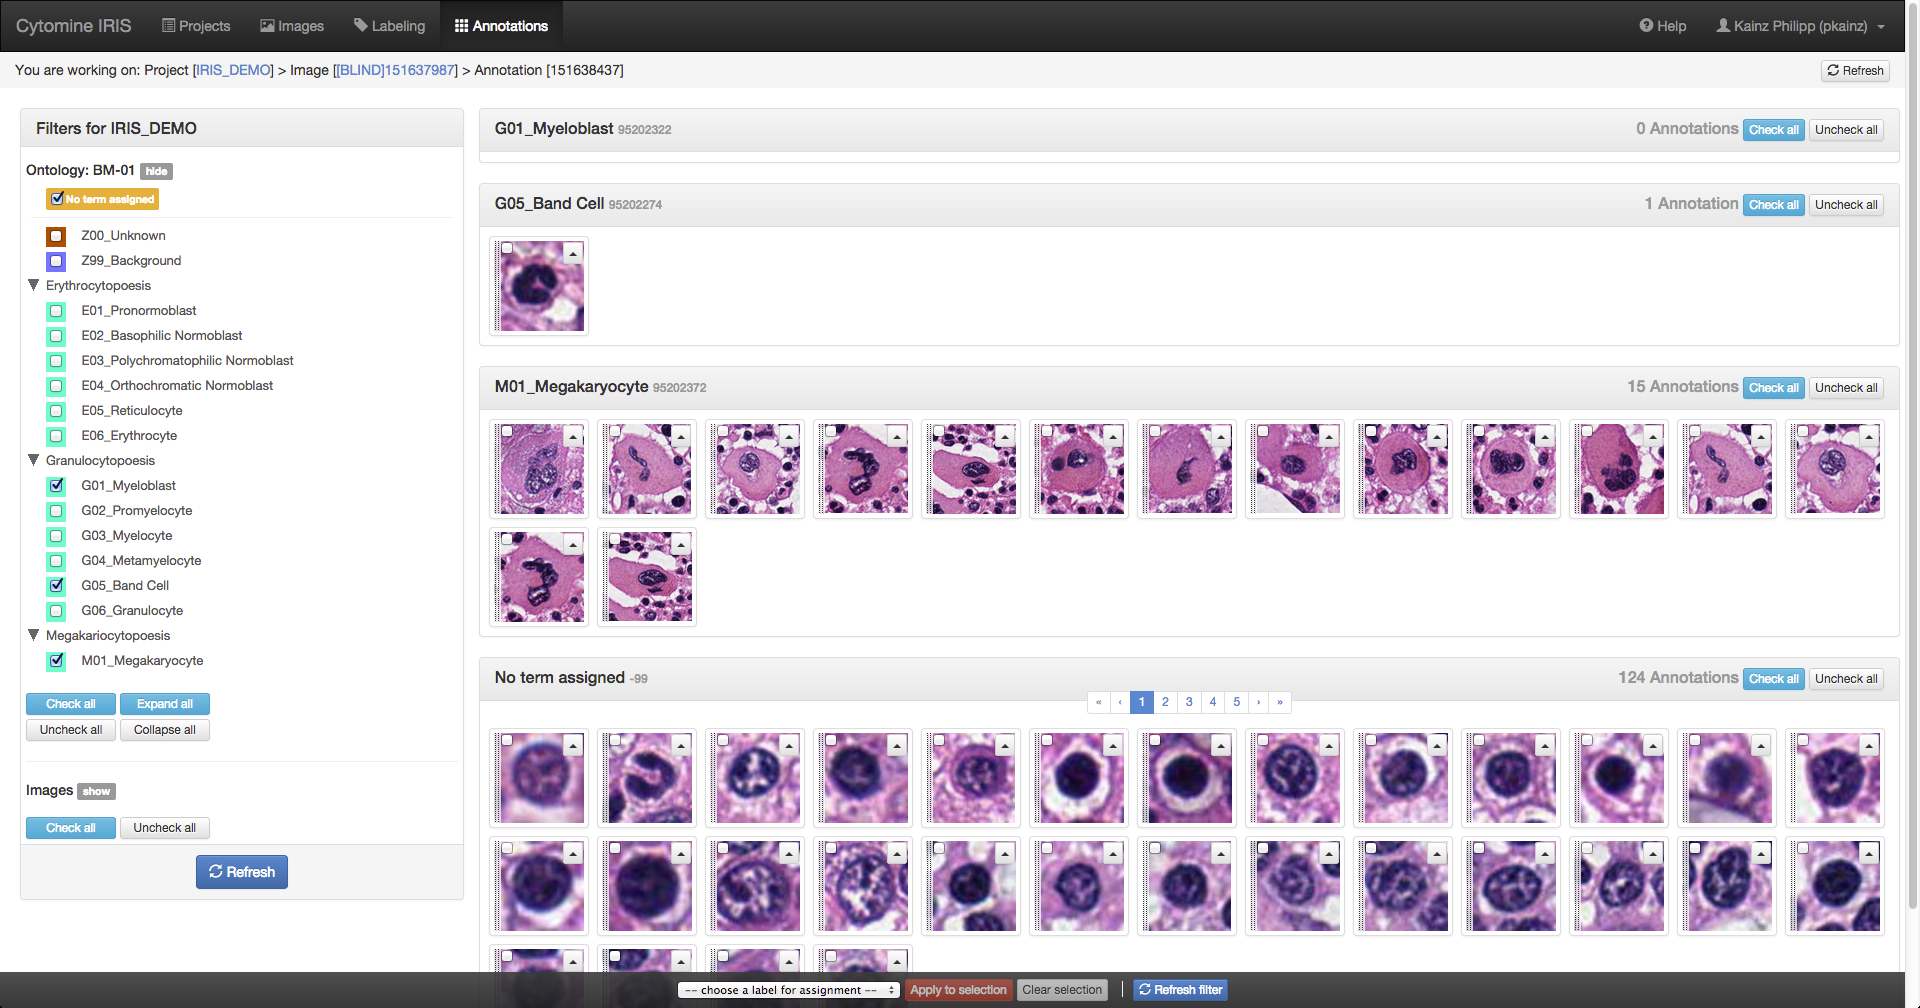 Cytomine IRIS Projects Images Labeling Annotations Help Kainz Philipp (pkainz)
You are working on: Project [IRIS_DEMO] > Image [[BLIND]151637987] > Annotation [151638437] Refresh
Filters for IRIS_DEMO
Ontology: BM-01 hide
No term assigned
Z00_Unknown
Z99_Background
Erythrocytopoesis
E01_Pronormoblast
E02_Basophilic Normoblast
E03_Polychromatophilic Normoblast
E04_Orthochromatic Normoblast
E05_Reticulocyte
E06_Erythrocyte
Granulocytopoesis
G01_Myeloblast
G02_Promyelocyte
G03_Myelocyte
G04_Metamyelocyte
G05_Band Cell
G06_Granulocyte
Megakariocytopoesis
M01_Megakaryocyte
Check all Expand all
Uncheck all Collapse all
Images show
Check all Uncheck all
Refresh
G01_Myeloblast 95202322 0 Annotations Check all Uncheck all
G05_Band Cell 95202274 1 Annotation Check all Uncheck all
M01_Megakaryocyte 95202372 15 Annotations Check all Uncheck all
No term assigned -99 124 Annotations Check all Uncheck all
« ‹ 1 2 3 4 5 › »
-- choose a label for assignment -- Apply to selection Clear selection | Refresh filter